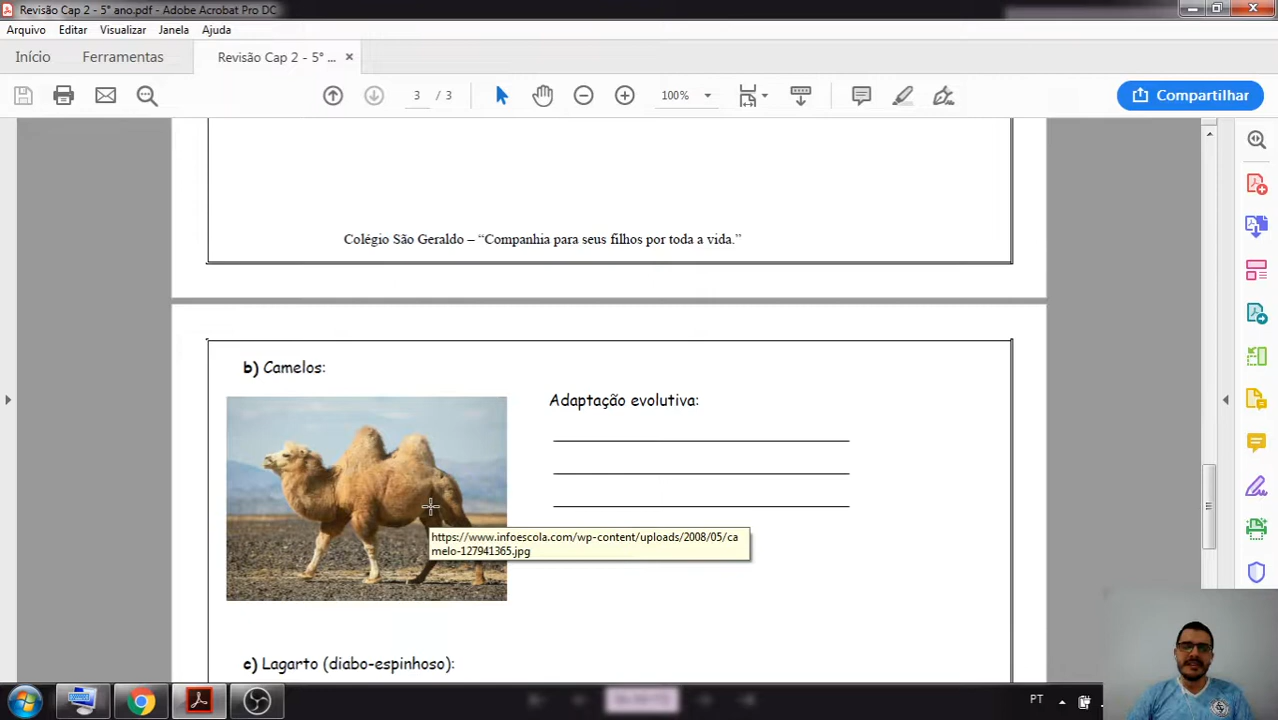 Revisão Cap 2 - 5° ano.pdf - Adobe Acrobat Pro DC
Arquivo Editar Visualizar Janela Ajuda
Início Ferramentas Revisão Cap 2 - 5° ... ×
3 / 3 100% Compartilhar
Colégio São Geraldo – “Companhia para seus filhos por toda a vida.”
b) Camelos:
Adaptação evolutiva:
https://www.infoescola.com/wp-content/uploads/2008/05/ca
melo-127941365.jpg
c) Lagarto (diabo-espinhoso):
PT